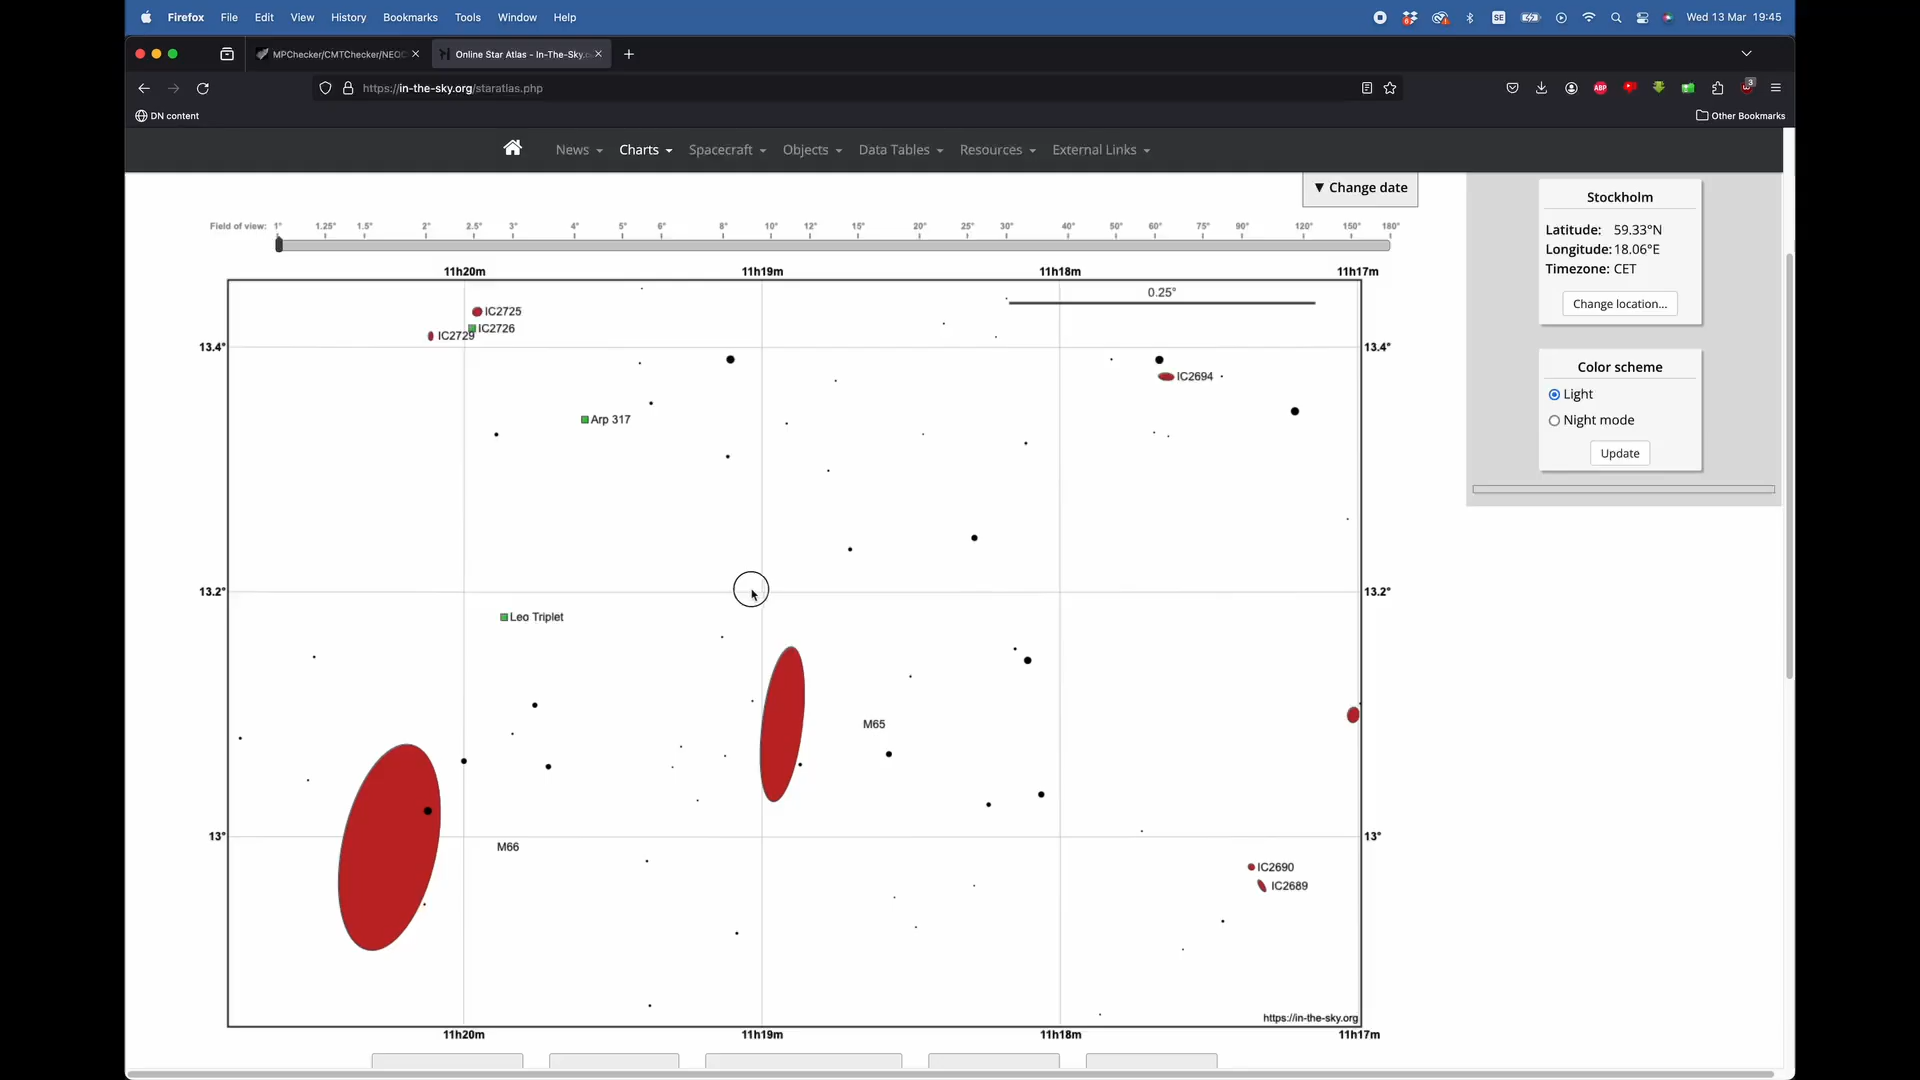 Firefox File Edit View History Bookmarks Tools Window Help
SE
Wed 13 Mar 19:45
MPChecker/CMTChecker/NEOC
Online Star Atlas - In-The-Sky.
https://in-the-sky.org/staratlas.php
ABP
3
DN content
Other Bookmarks
News Charts Spacecraft Objects Data Tables Resources External Links
▼ Change date
Field of view: 1° 1.25° 1.5° 2° 2.5° 3° 4° 5° 6° 8° 10° 12° 15° 20° 25° 30° 40° 50° 60° 75° 90° 120° 150° 180°
11h20m 11h19m 11h18m 11h17m
0.25°
IC2725
IC2726
IC2729
13.4° 13.4°
IC2694
Arp 317
13.2° 13.2°
Leo Triplet
M65
13° 13°
M66
IC2690
IC2689
https://in-the-sky.org
11h20m 11h19m 11h18m 11h17m
Stockholm
Latitude: 59.33°N
Longitude: 18.06°E
Timezone: CET
Change location...
Color scheme
Light
Night mode
Update